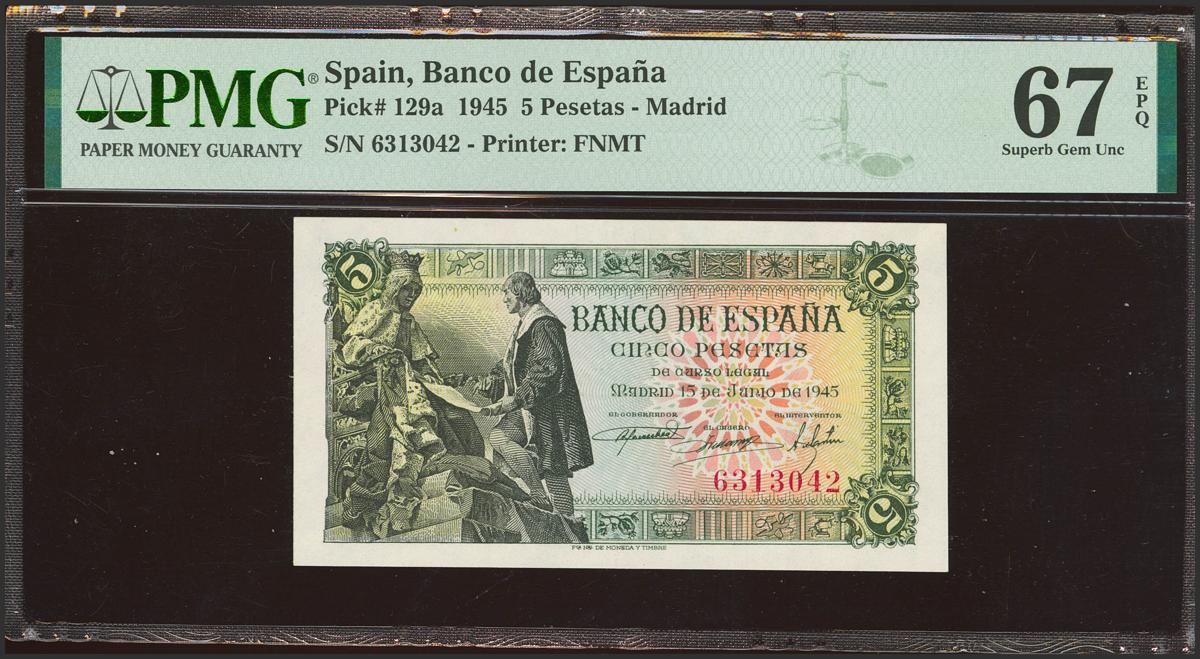 PMG®
PAPER MONEY GUARANTY
Spain, Banco de España
Pick# 129a 1945 5 Pesetas - Madrid
S/N 6313042 - Printer: FNMT
67
EPQ
Superb Gem Unc
5
5
BANCO DE ESPAÑA
CINCO PESETAS
DE CURSO LEGAL
MADRID 15 DE JUNIO DE 1945
EL GOBERNADOR
EL INTERVENTOR
EL CAJERO
6313042
5
FCA NAL DE MONEDA Y TIMBRE